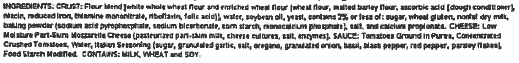 INGREDIENTS: CRUST: Flour blend [white whole wheat flour and enriched wheat flour (wheat flour, malted barley flour, ascorbic acid [dough conditioner],
niacin, reduced iron, thiamine mononitrate, riboflavin, folic acid)], water, soybean oil, yeast, contains 2% or less of: sugar, wheat gluten, nonfat dry milk,
baking powder (sodium acid pyrophosphate, sodium bicarbonate, corn starch, monocalcium phosphate), salt, and calcium propionate. CHEESE: Low
Moisture Part-Skim Mozzarella Cheese (pasteurized part-skim milk, cheese cultures, salt, enzymes). SAUCE: Tomatoes Ground in Puree, Concentrated
Crushed Tomatoes, Water, Italian Seasoning (sugar, granulated garlic, salt, oregano, granulated onion, basil, black pepper, red pepper, parsley flakes),
Food Starch Modified. CONTAINS: MILK, WHEAT and SOY.